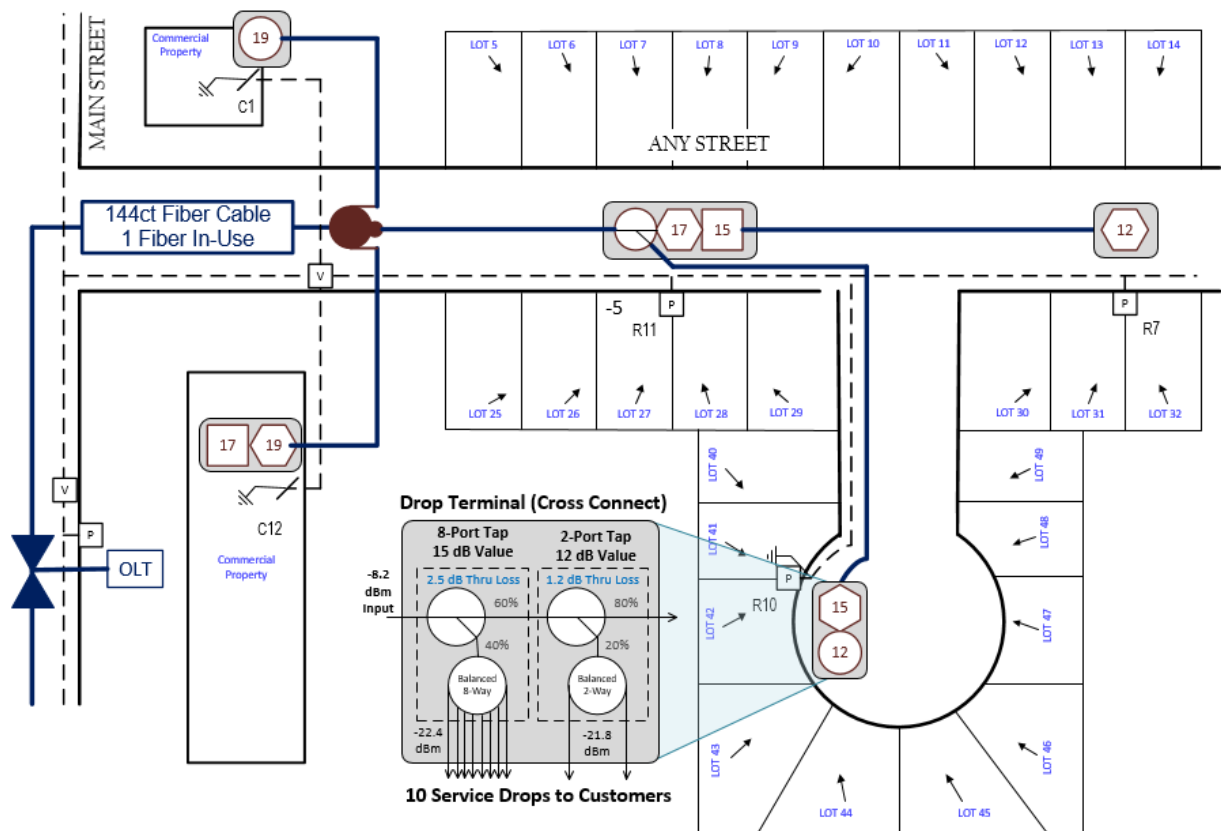 MAIN STREET
Commercial
Property
19
C1
LOT 5
LOT 6
LOT 7
LOT 8
LOT 9
LOT 10
LOT 11
LOT 12
LOT 13
LOT 14
ANY STREET
144ct Fiber Cable
1 Fiber In-Use
17
15
12
V
-5
P
R11
P
R7
LOT 25
LOT 26
LOT 27
LOT 28
LOT 29
LOT 30
LOT 31
LOT 32
17
19
V
P
C12
Commercial
Property
OLT
LOT 40
LOT 41
LOT 42
LOT 43
LOT 44
LOT 45
LOT 46
LOT 47
LOT 48
LOT 49
P
R10
15
12
Drop Terminal (Cross Connect)
8-Port Tap
15 dB Value
2-Port Tap
12 dB Value
-8.2
dBm
Input
2.5 dB Thru Loss
60%
40%
Balanced
8-Way
1.2 dB Thru Loss
80%
20%
Balanced
2-Way
-22.4
dBm
-21.8
dBm
10 Service Drops to Customers